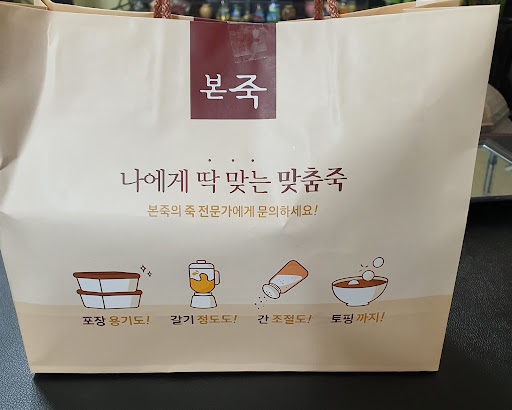 본죽
나에게 딱 맞는 맞춤죽
본죽의 죽 전문가에게 문의하세요!
포장 용기도! 갈기 정도도! 간 조절도! 토핑 까지!